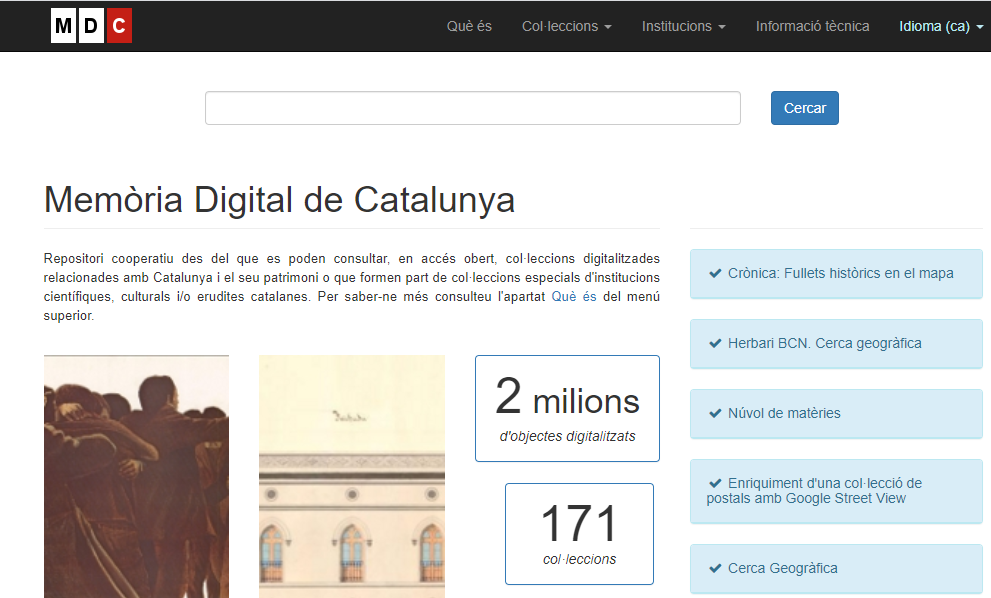 MDC
Què és
Col·leccions
Institucions
Informació tècnica
Idioma (ca)
Cercar
Memòria Digital de Catalunya
Repositori cooperatiu des del que es poden consultar, en accés obert, col·leccions digitalitzades
relacionades amb Catalunya i el seu patrimoni o que formen part de col·leccions especials d'institucions
científiques, culturals i/o erudites catalanes. Per saber-ne més consulteu l'apartat Què és del menú
superior.
2 milions
d'objectes digitalitzats
171
col·leccions
Crònica: Fullets històrics en el mapa
Herbari BCN. Cerca geogràfica
Núvol de matèries
Enriquiment d'una col·lecció de
postals amb Google Street View
Cerca Geogràfica